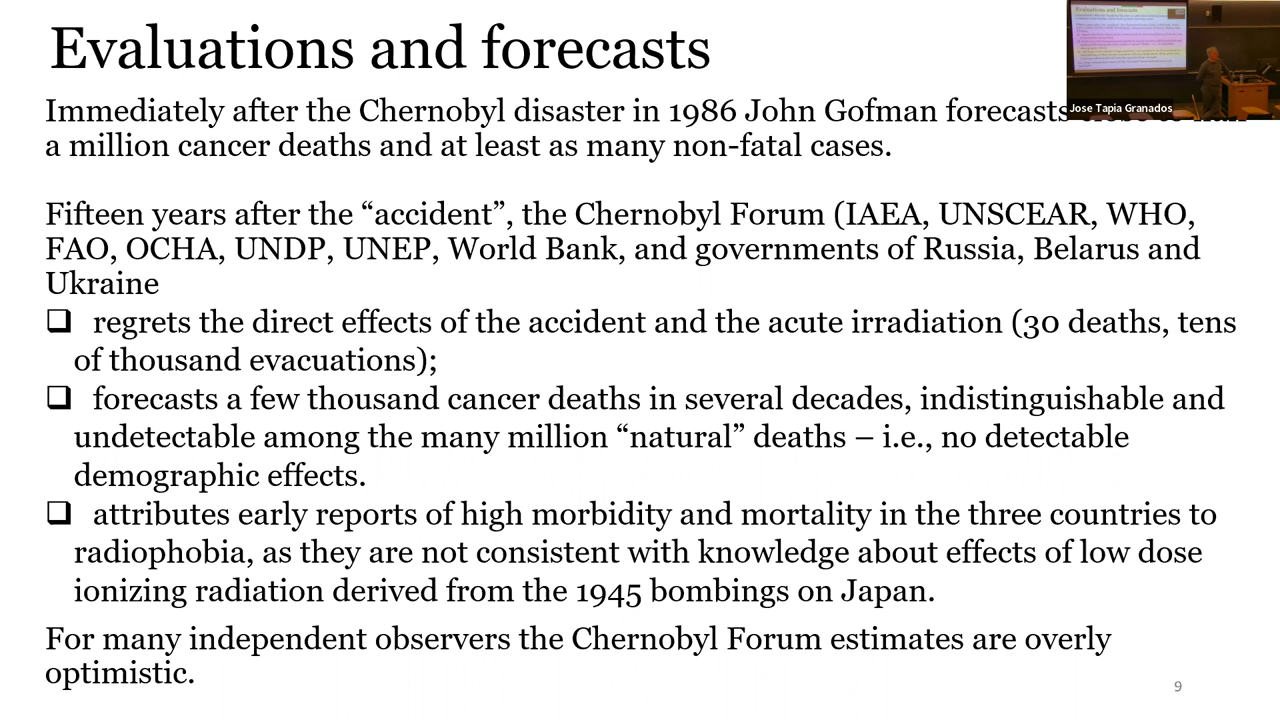 Evaluations and forecasts
Jose Tapia Granados
Immediately after the Chernobyl disaster in 1986 John Gofman forecasts
a million cancer deaths and at least as many non-fatal cases.
Fifteen years after the “accident”, the Chernobyl Forum (IAEA, UNSCEAR, WHO,
FAO, OCHA, UNDP, UNEP, World Bank, and governments of Russia, Belarus and
Ukraine
❑ regrets the direct effects of the accident and the acute irradiation (30 deaths, tens
of thousand evacuations);
❑ forecasts a few thousand cancer deaths in several decades, indistinguishable and
undetectable among the many million “natural” deaths – i.e., no detectable
demographic effects.
❑ attributes early reports of high morbidity and mortality in the three countries to
radiophobia, as they are not consistent with knowledge about effects of low dose
ionizing radiation derived from the 1945 bombings on Japan.
For many independent observers the Chernobyl Forum estimates are overly
optimistic.
9